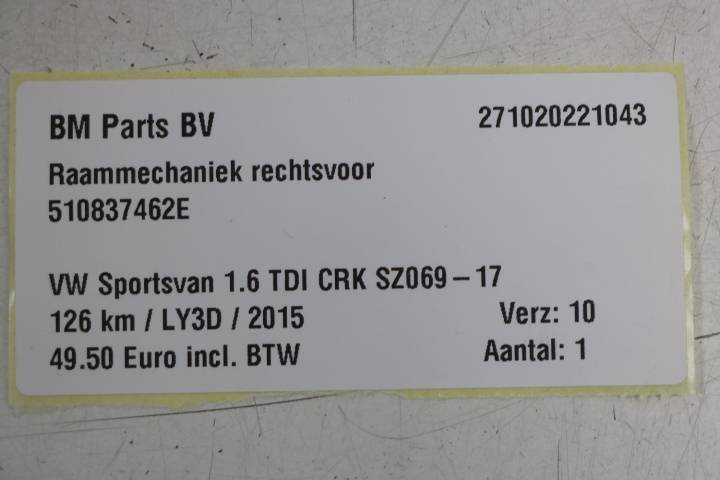 BM Parts BV 271020221043
Raammechaniek rechtsvoor
510837462E
VW Sportsvan 1.6 TDI CRK SZ069-17
126 km / LY3D / 2015 Verz: 10
49.50 Euro incl. BTW Aantal: 1